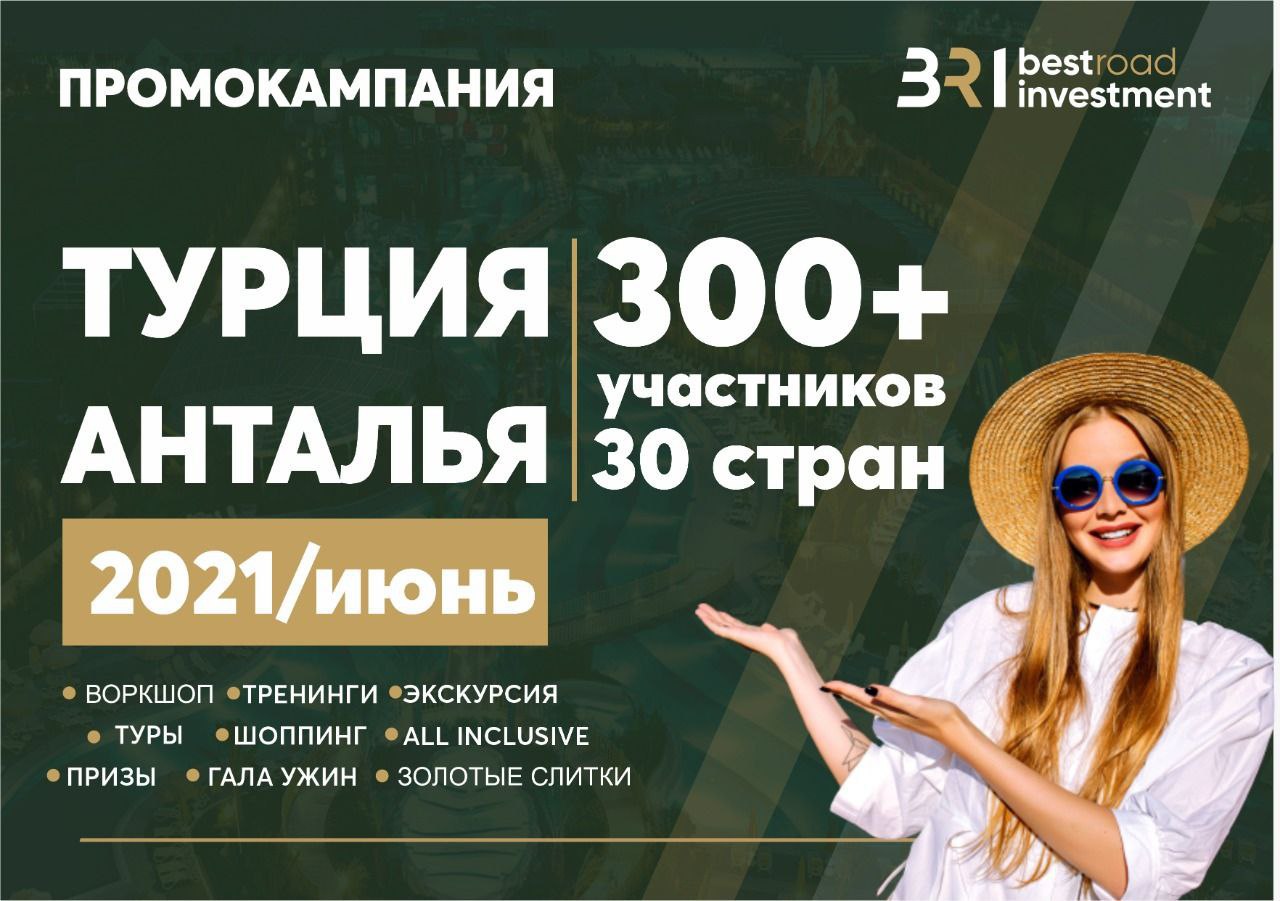 ПРОМОКАМПАНИЯ
BRI
bestroad
investment
ТУРЦИЯ
АНТАЛЬЯ
300+
участников
30 стран
2021/июнь
• ВОРКШОП •ТРЕНИНГИ •ЭКСКУРСИЯ
• ТУРЫ •ШОППИНГ •ALL INCLUSIVE
•ПРИЗЫ •ГАЛА УЖИН • ЗОЛОТЫЕ СЛИТКИ